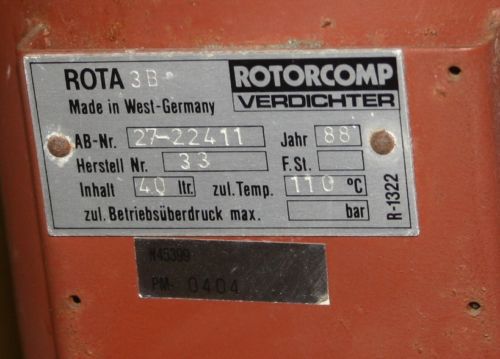 ROTA 3B ROTORCOMP
Made in West-Germany VERDICHTER
AB-Nr. 27-22411 Jahr 88
Herstell Nr. 33 F.St.
Inhalt 40 ltr. zul. Temp. 110 °C
zul. Betriebsüberdruck max. bar
R-1322
N45399
PM- 0404